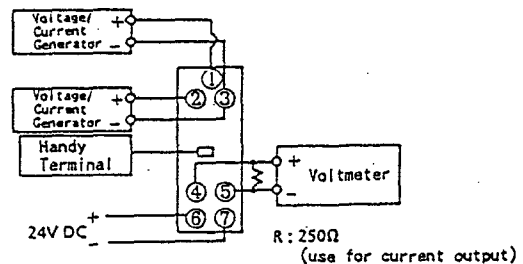 Voltage/ +
Current
Generator -
①
Voltage/ +
Current
Generator -
② ③
Handy
Terminal
+
Voltmeter
-
④ ⑤
+ ⑥ ⑦
24V DC
-
R : 250Ω
(use for current output)